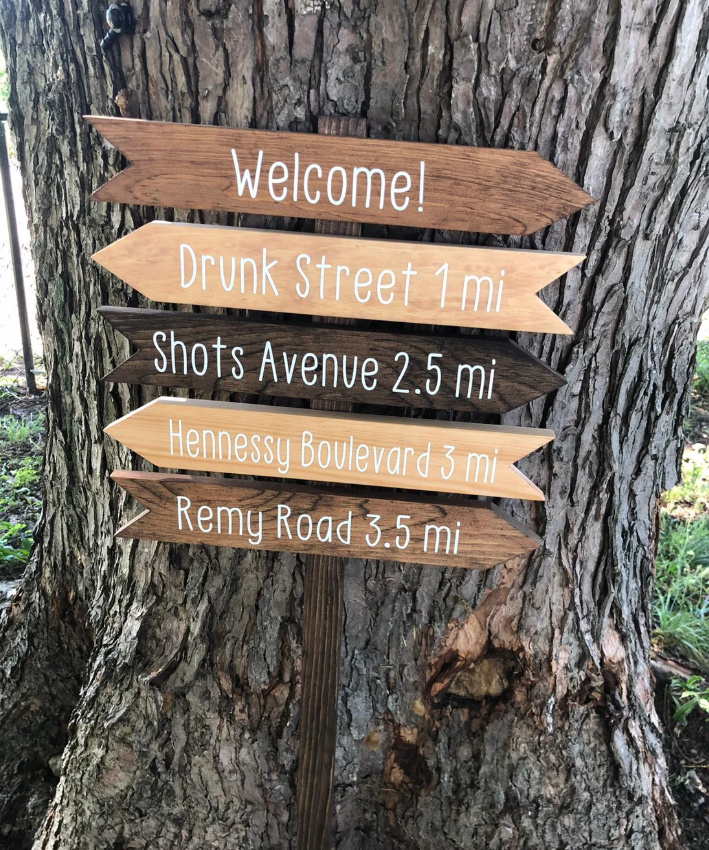 Welcome!
Drunk Street 1 mi
Shots Avenue 2.5 mi
Hennessy Boulevard 3 mi
Remy Road 3.5 mi